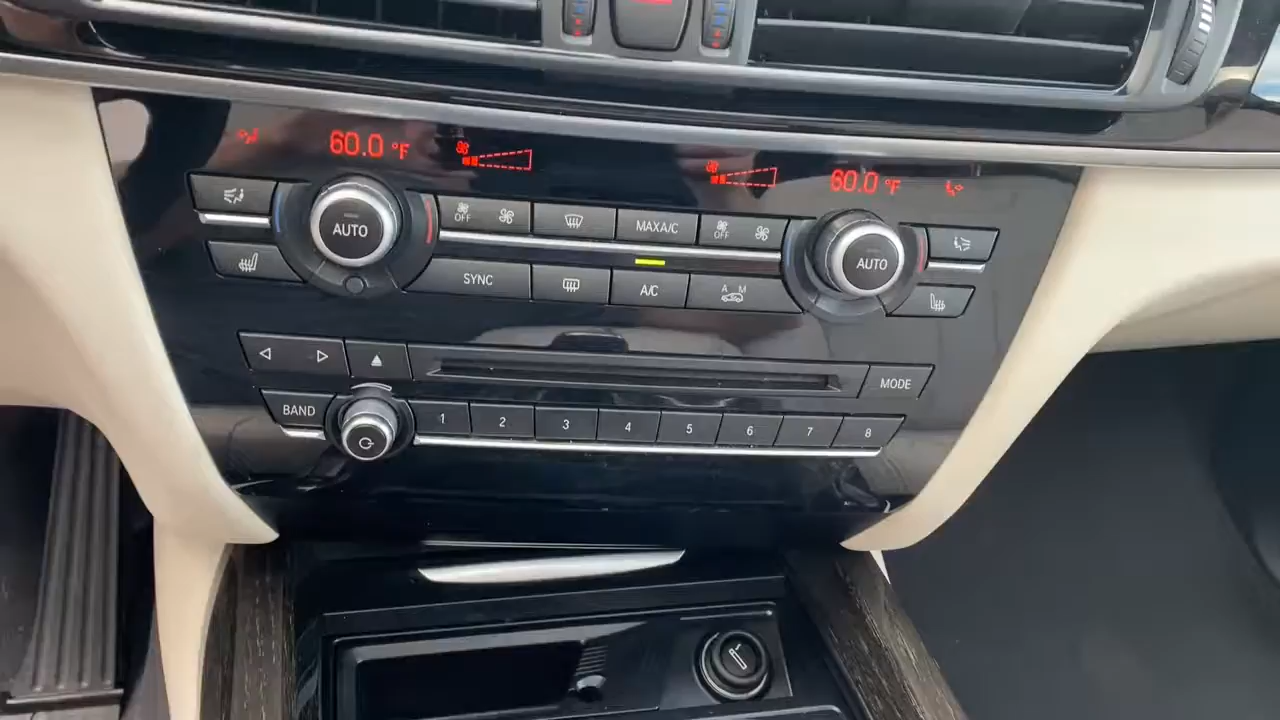 60.0 °F
60.0 °F
AUTO
OFF
MAX A/C
OFF
AUTO
SYNC
A/C
A M
MODE
BAND
1 2 3 4 5 6 7 8